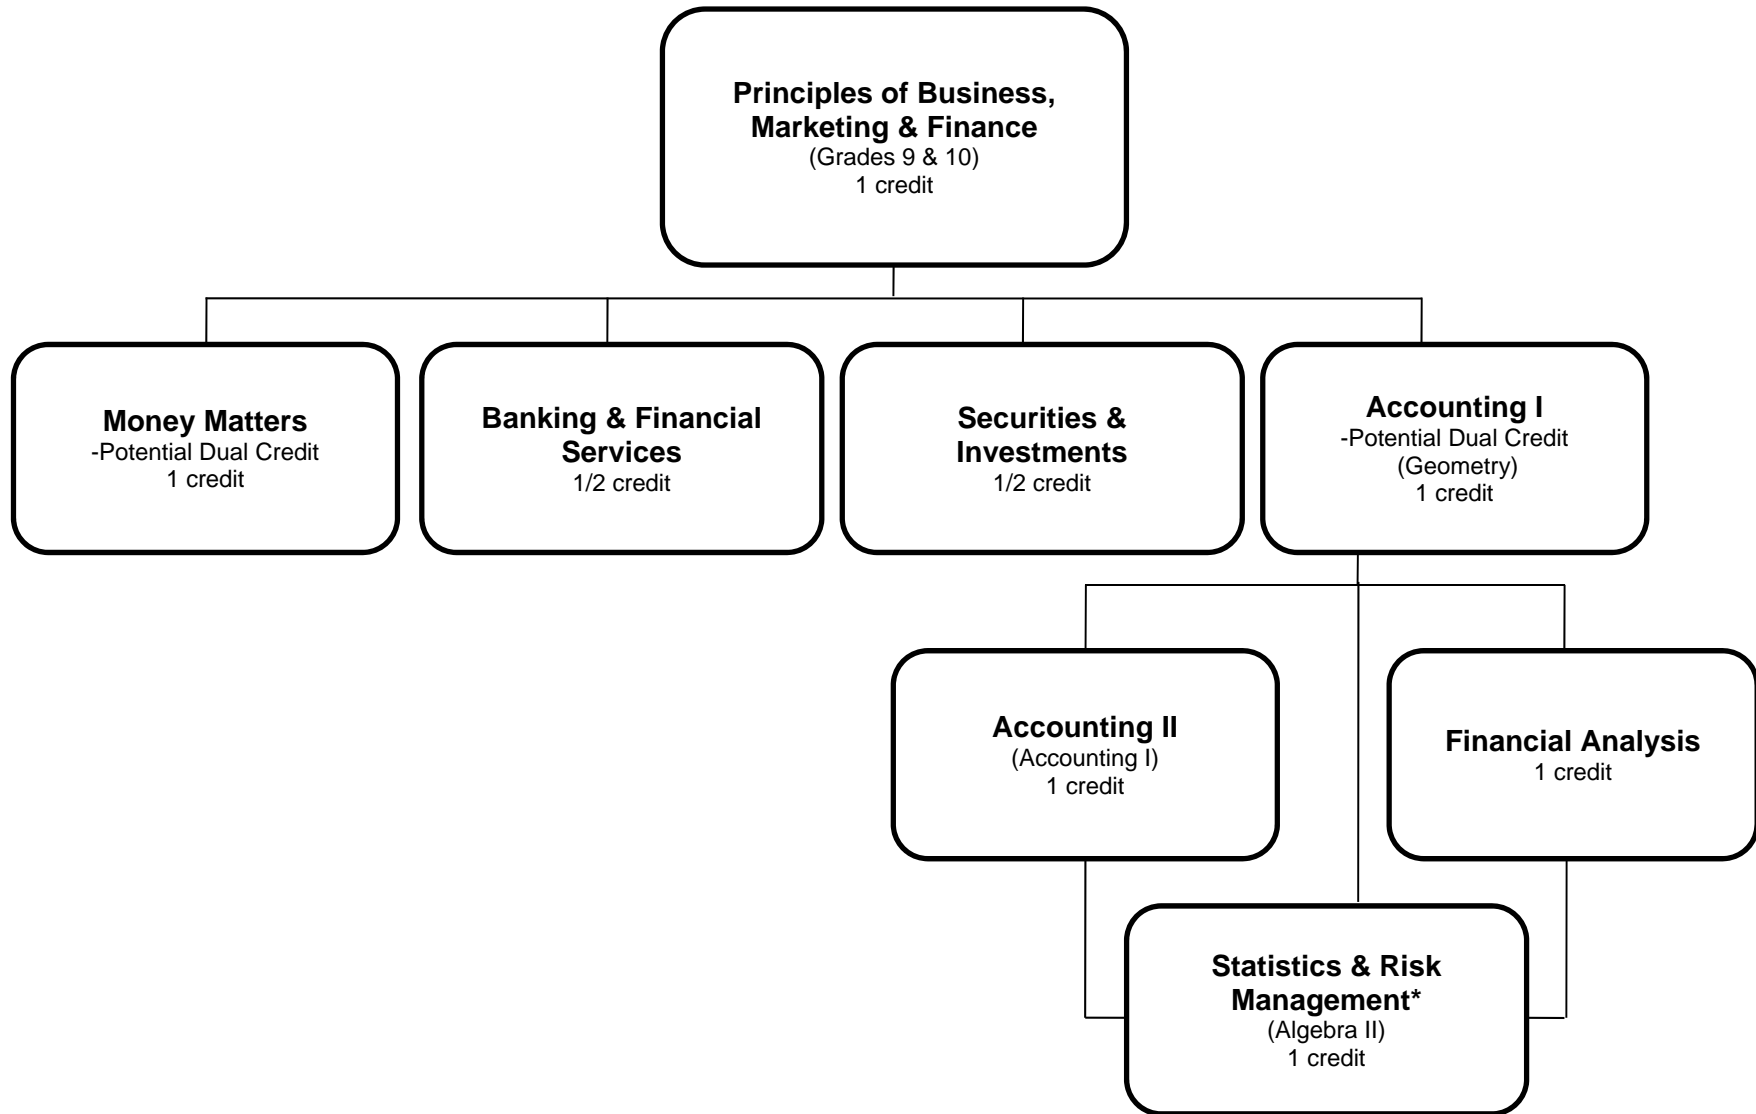 Principles of Business,
Marketing & Finance
(Grades 9 & 10)
1 credit
Money Matters
-Potential Dual Credit
1 credit
Banking & Financial
Services
1/2 credit
Securities &
Investments
1/2 credit
Accounting I
-Potential Dual Credit
(Geometry)
1 credit
Accounting II
(Accounting I)
1 credit
Financial Analysis
1 credit
Statistics & Risk
Management*
(Algebra II)
1 credit